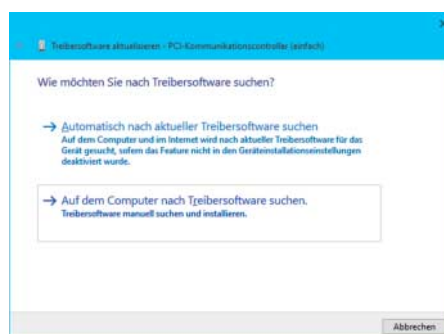 Treibersoftware aktualisieren - PCI-Kommunikationscontroller (einfach)
Wie möchten Sie nach Treibersoftware suchen?
→ Automatisch nach aktueller Treibersoftware suchen
Auf dem Computer und im Internet wird nach aktueller Treibersoftware für das
Gerät gesucht, sofern das Feature nicht in den Geräteinstallationseinstellungen
deaktiviert wurde.
→ Auf dem Computer nach Treibersoftware suchen.
Treibersoftware manuell suchen und installieren.
Abbrechen